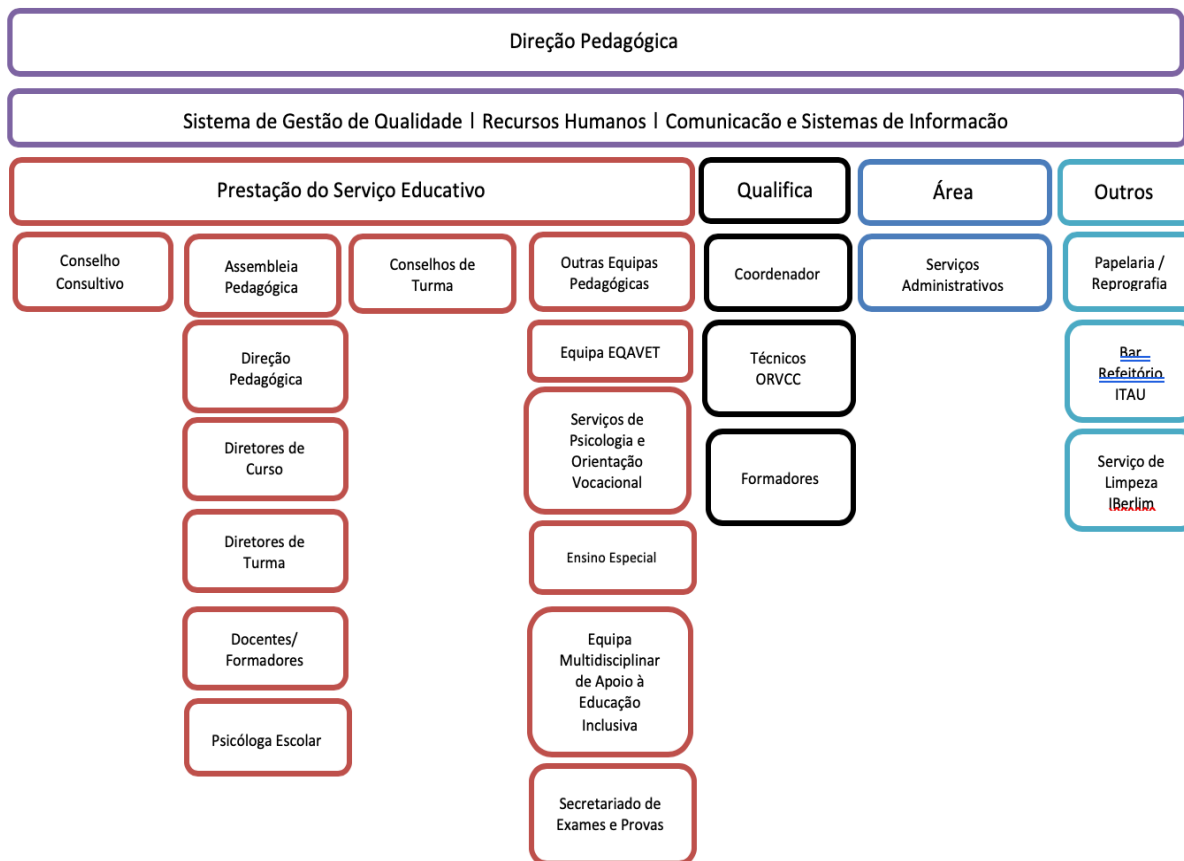 Direção Pedagógica
Sistema de Gestão de Qualidade | Recursos Humanos | Comunicacão e Sistemas de Informacão
Prestação do Serviço Educativo
Qualifica
Área
Outros
Conselho
Consultivo
Assembleia
Pedagógica
Conselhos de
Turma
Outras Equipas
Pedagógicas
Coordenador
Serviços
Administrativos
Papelaria /
Reprografia
Direção
Pedagógica
Equipa EQAVET
Técnicos
ORVCC
Bar
Refeitório
ITAU
Diretores de
Curso
Serviços de
Psicologia e
Orientação
Vocacional
Formadores
Serviço de
Limpeza
IBerlim
Diretores de
Turma
Ensino Especial
Docentes/
Formadores
Equipa
Multidisciplinar
de Apoio à
Educação
Inclusiva
Psicóloga Escolar
Secretariado de
Exames e Provas